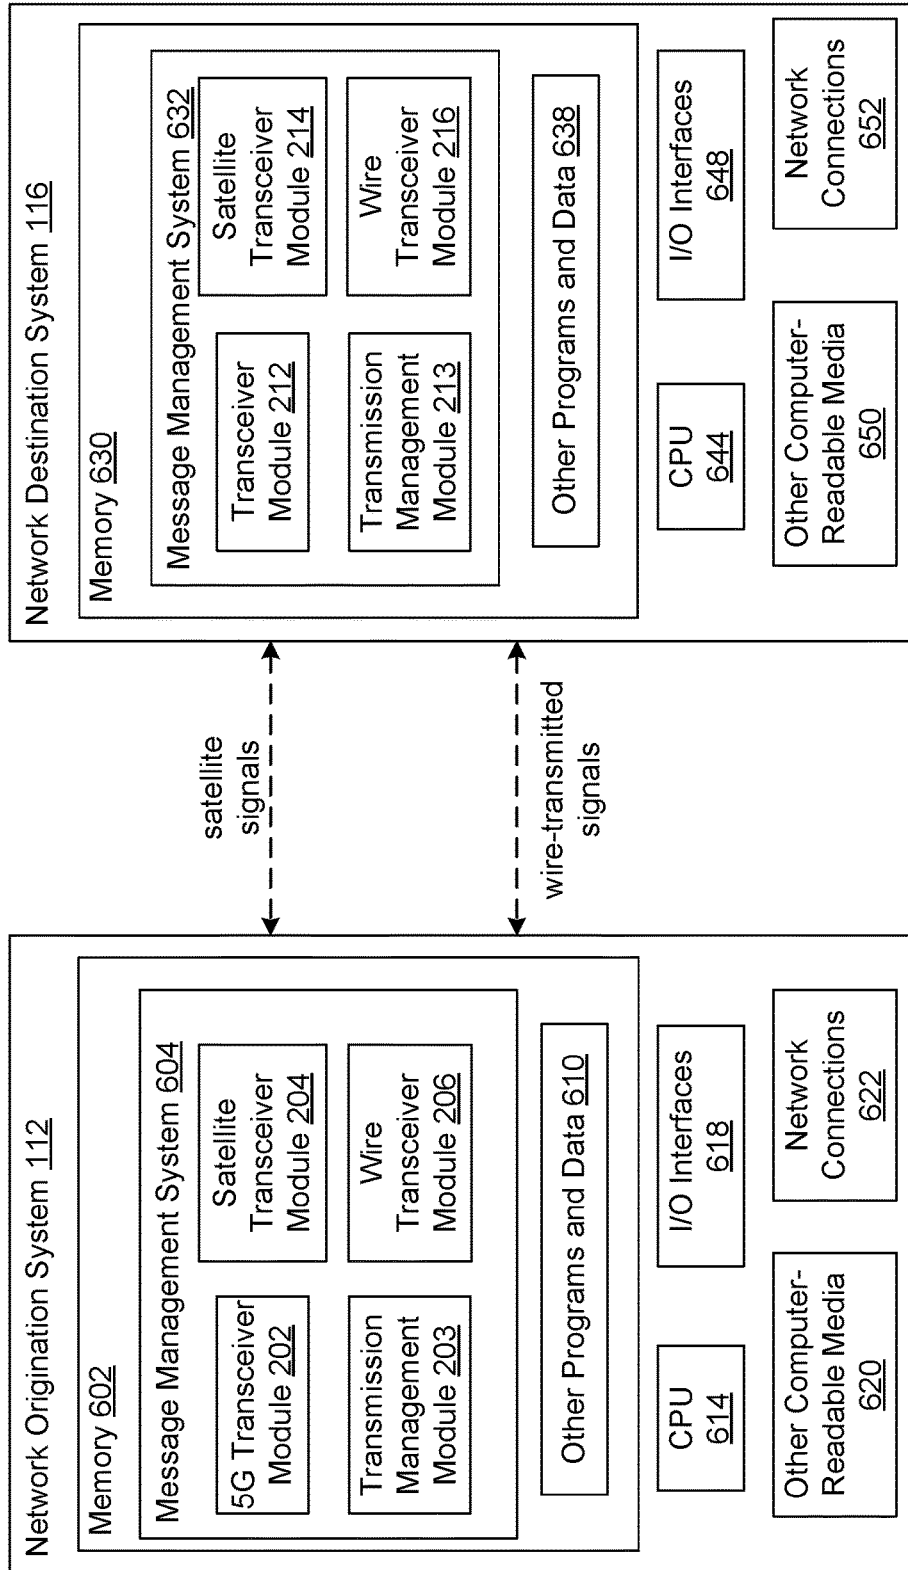 Network Origination System 112
Memory 602
Message Management System 604
5G Transceiver
Module 202
Satellite
Transceiver
Module 204
Transmission
Management
Module 203
Wire
Transceiver
Module 206
Other Programs and Data 610
CPU
614
I/O Interfaces
618
Other Computer-
Readable Media
620
Network
Connections
622
satellite
signals
wire-transmitted
signals
Network Destination System 116
Memory 630
Message Management System 632
Transceiver
Module 212
Satellite
Transceiver
Module 214
Transmission
Management
Module 213
Wire
Transceiver
Module 216
Other Programs and Data 638
CPU
644
I/O Interfaces
648
Other Computer-
Readable Media
650
Network
Connections
652